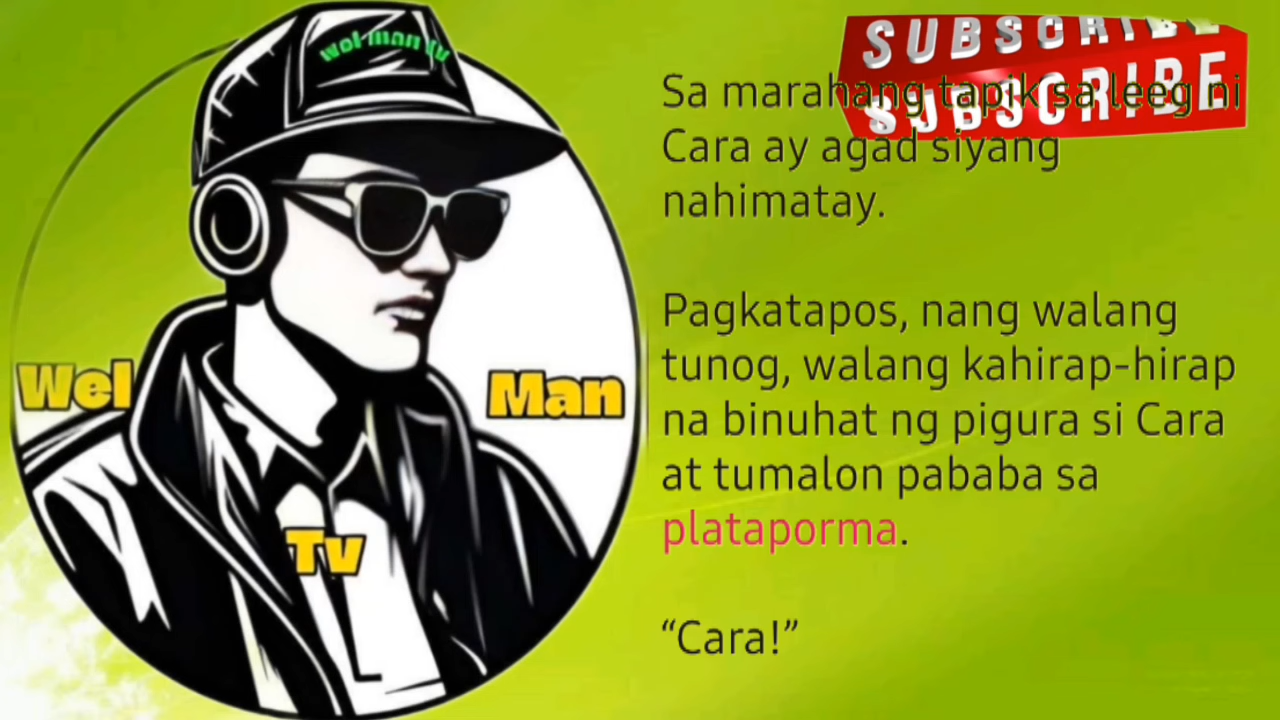 wel man tv
SUBSCRIBE
SUBSCRIBE
Sa marahang tapik sa leeg ni
Cara ay agad siyang
nahimatay.
Pagkatapos, nang walang
tunog, walang kahirap-hirap
na binuhat ng pigura si Cara
at tumalon pababa sa
plataporma.
“Cara!”
Wel
Man
Tv